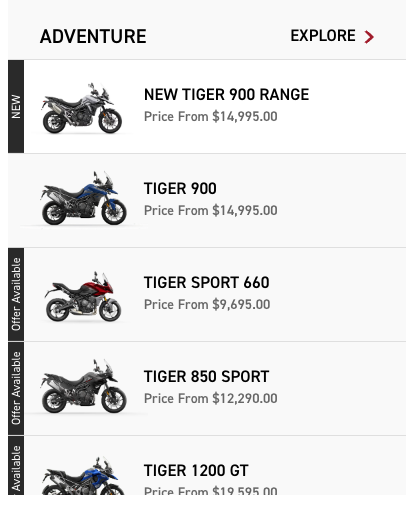 ADVENTURE
EXPLORE
NEW
NEW TIGER 900 RANGE
Price From $14,995.00
TIGER 900
Price From $14,995.00
Offer Available
TIGER SPORT 660
Price From $9,695.00
Offer Available
TIGER 850 SPORT
Price From $12,290.00
Available
TIGER 1200 GT
Price From $19,595.00